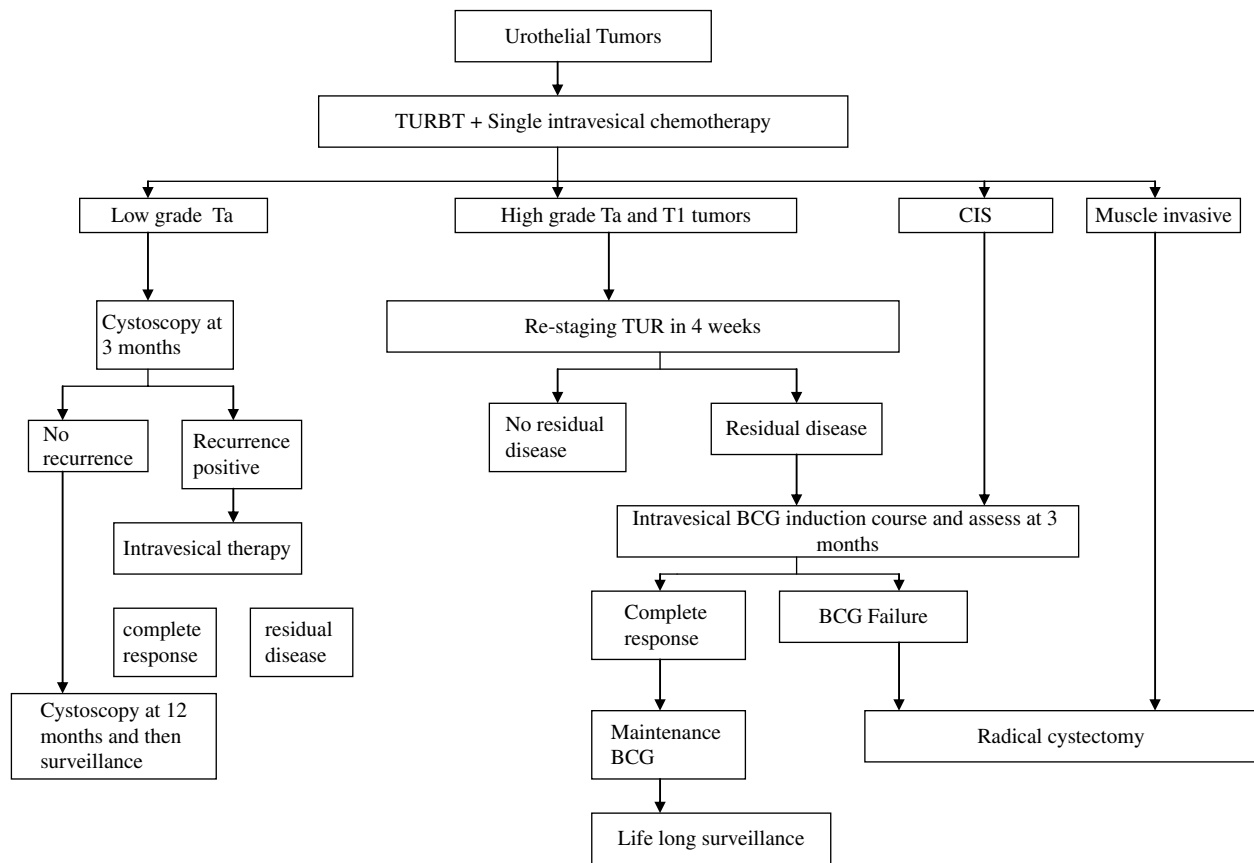 Urothelial Tumors
TURBT + Single intravesical chemotherapy
Low grade Ta
High grade Ta and T1 tumors
CIS
Muscle invasive
Cystoscopy at
3 months
Re-staging TUR in 4 weeks
No
recurrence
Recurrence
positive
No residual
disease
Residual disease
Intravesical therapy
Intravesical BCG induction course and assess at 3
months
complete
response
residual
disease
Complete
response
BCG Failure
Cystoscopy at 12
months and then
surveillance
Maintenance
BCG
Radical cystectomy
Life long surveillance